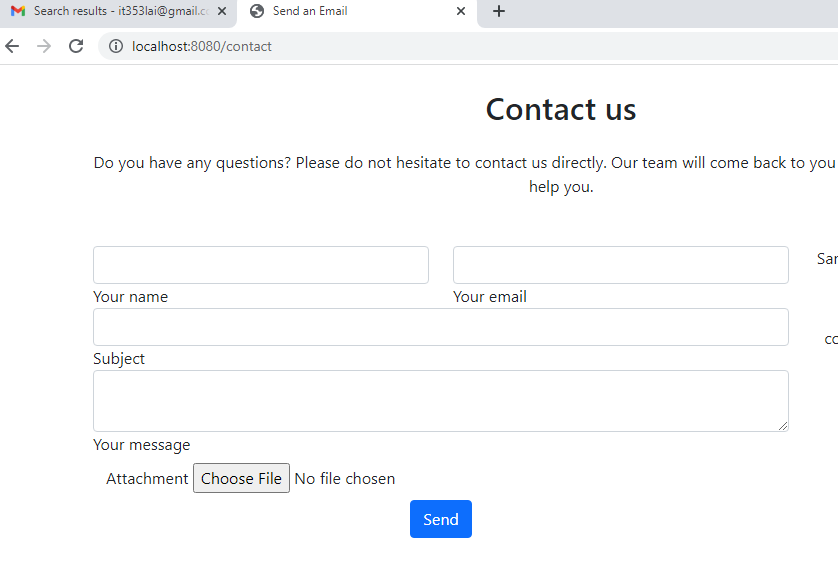 Search results - it353lai@gmail.c
Send an Email
localhost:8080/contact
Contact us
Do you have any questions? Please do not hesitate to contact us directly. Our team will come back to you
help you.
Sar
Your name Your email
co
Subject
Your message
Attachment Choose File No file chosen
Send